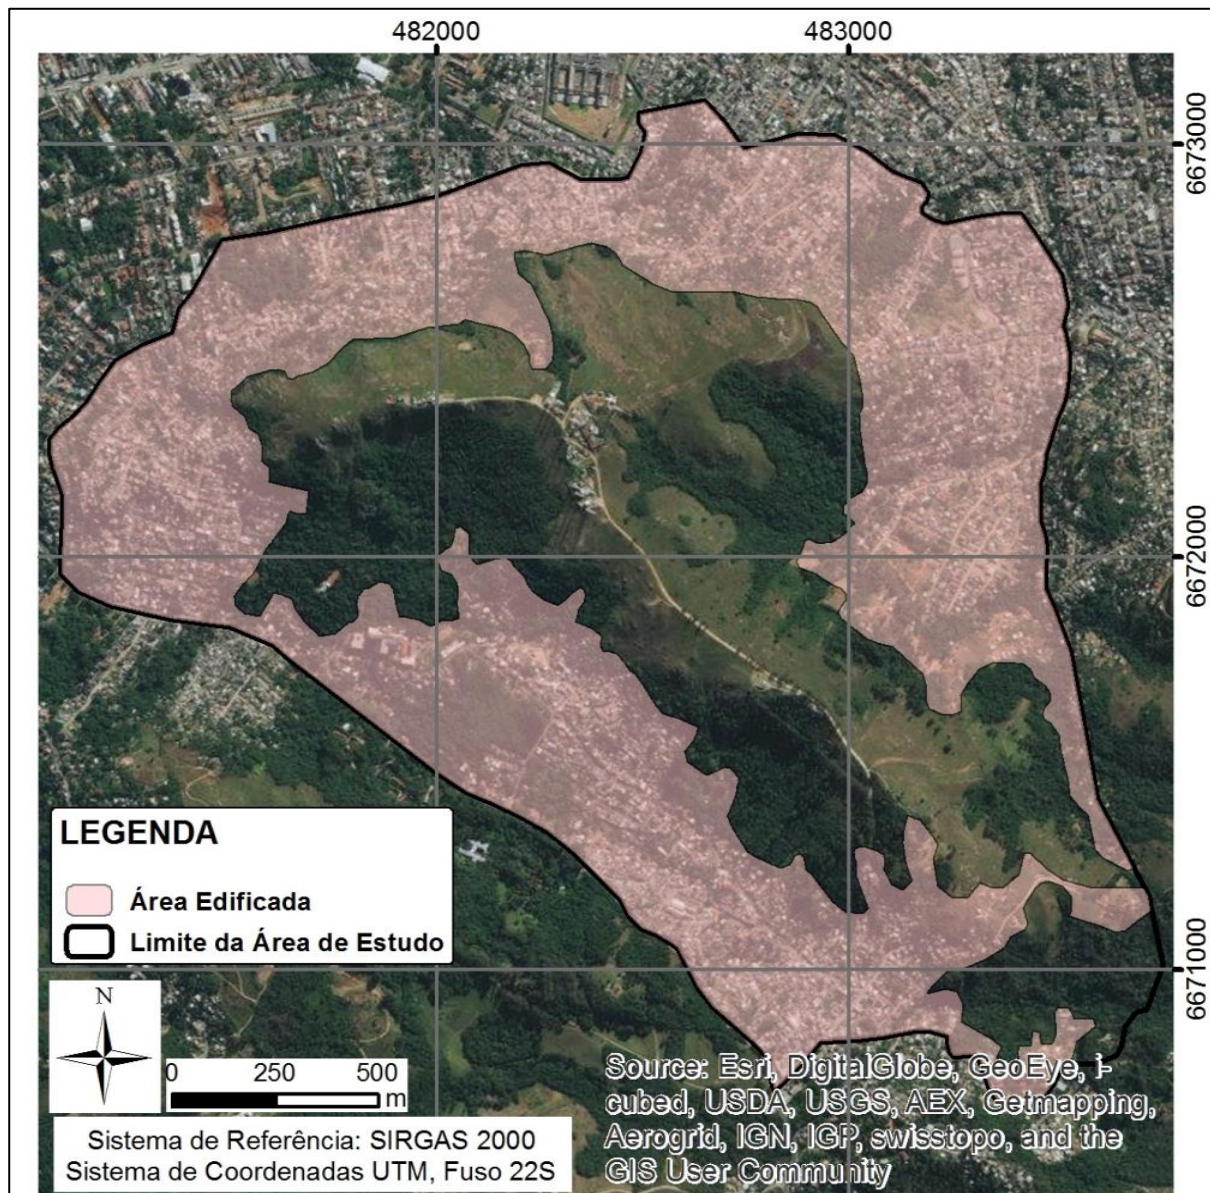 482000
483000
6673000
6672000
6671000
LEGENDA
Área Edificada
Limite da Área de Estudo
N
0 250 500
m
Sistema de Referência: SIRGAS 2000
Sistema de Coordenadas UTM, Fuso 22S
Source: Esri, DigitalGlobe, GeoEye, i-
cubed, USDA, USGS, AEX, Getmapping,
Aerogrid, IGN, IGP, swisstopo, and the
GIS User Community